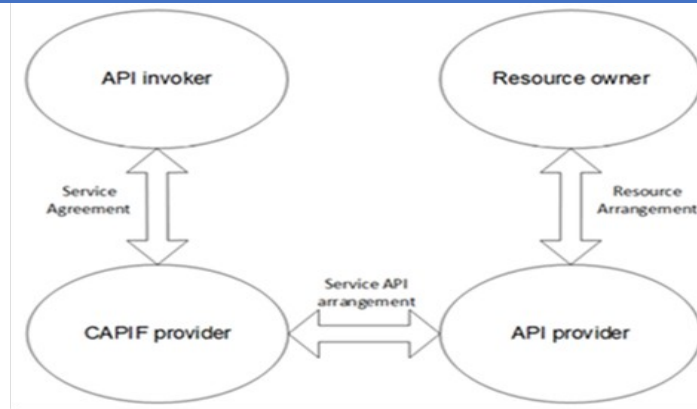 API invoker
Resource owner
Service
Agreement
Resource
Arrangement
Service API
arrangement
CAPIF provider
API provider